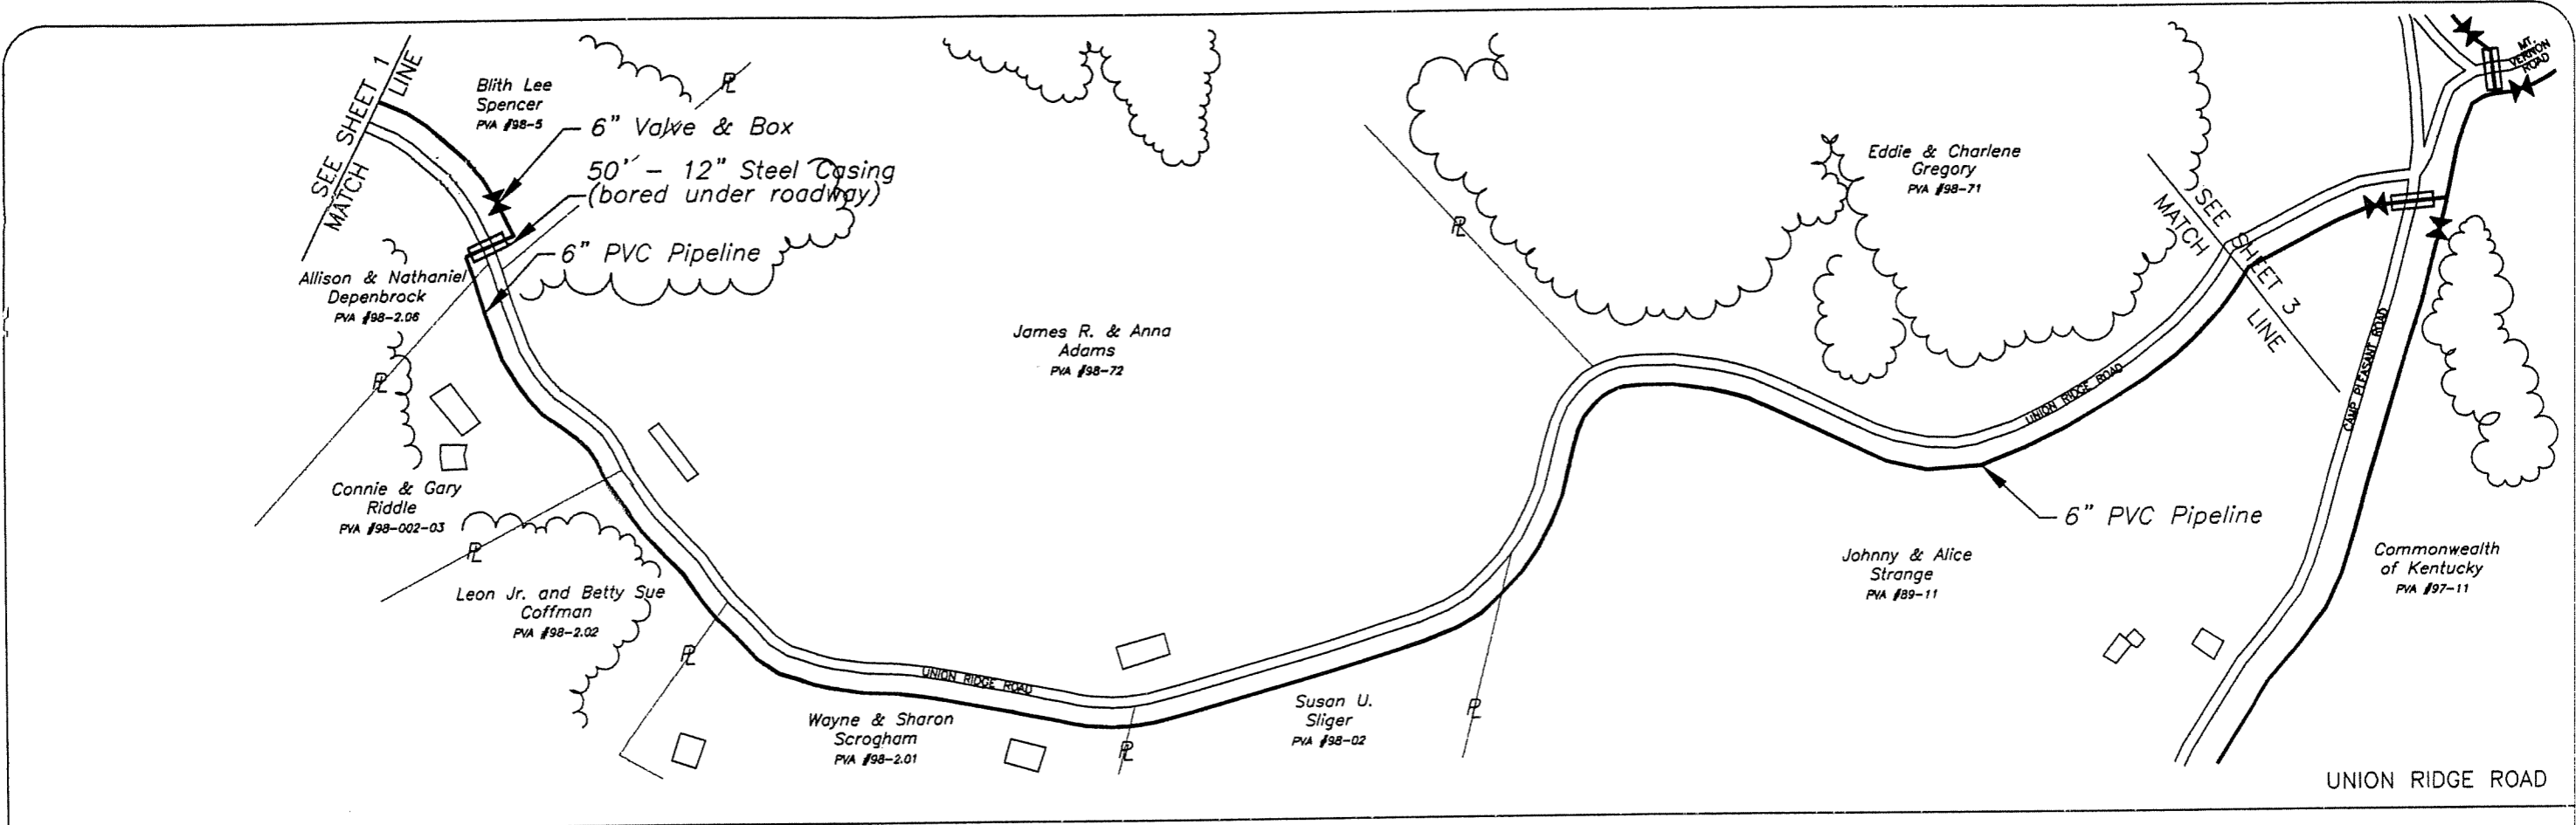 SEE SHEET 1
MATCH LINE
Blith Lee
Spencer
PVA #98-5
6" Valve & Box
50' - 12" Steel Casing
(bored under roadway)
6" PVC Pipeline
Allison & Nathaniel
Depenbrock
PVA #98-2.06
PL
PL
Connie & Gary
Riddle
PVA #98-002-03
PL
Leon Jr. and Betty Sue
Coffman
PVA #98-2.02
PL
James R. & Anna
Adams
PVA #98-72
UNION RIDGE ROAD
Wayne & Sharon
Scrogham
PVA #98-2.01
PL
Susan U.
Sliger
PVA #98-02
PL
PL
Eddie & Charlene
Gregory
PVA #98-71
UNION RIDGE ROAD
6" PVC Pipeline
Johnny & Alice
Strange
PVA #89-11
SEE SHEET 3
MATCH LINE
MT.
VERNON
ROAD
CAMP PLEASANT ROAD
Commonwealth
of Kentucky
PVA #97-11
UNION RIDGE ROAD